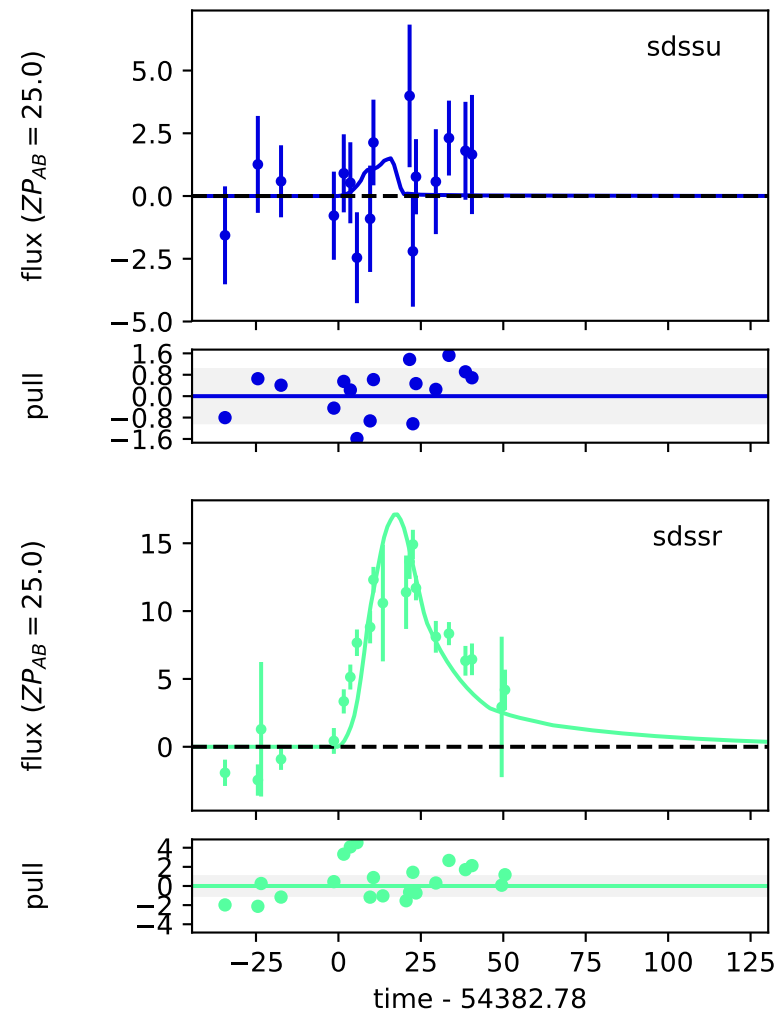 sdssu
flux (ZP_AB = 25.0)
5.0
2.5
0.0
−2.5
−5.0
pull
1.6
0.8
0.0
−0.8
−1.6
sdssr
flux (ZP_AB = 25.0)
15
10
5
0
pull
4
2
0
−2
−4
−25 0 25 50 75 100 125
time - 54382.78